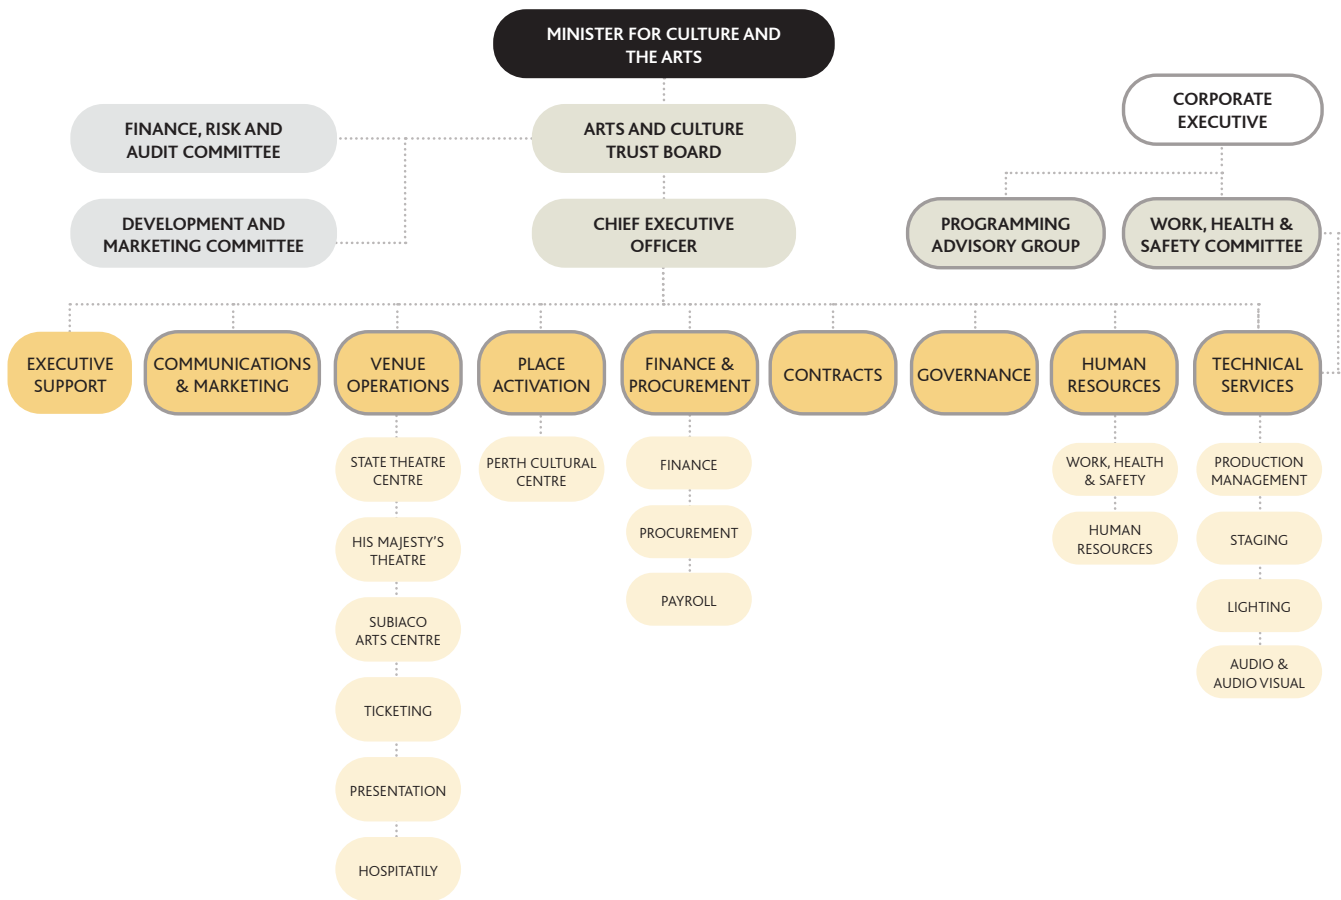 MINISTER FOR CULTURE AND
THE ARTS
CORPORATE
EXECUTIVE
FINANCE, RISK AND
AUDIT COMMITTEE
ARTS AND CULTURE
TRUST BOARD
DEVELOPMENT AND
MARKETING COMMITTEE
CHIEF EXECUTIVE
OFFICER
PROGRAMMING
ADVISORY GROUP
WORK, HEALTH &
SAFETY COMMITTEE
EXECUTIVE
SUPPORT
COMMUNICATIONS
& MARKETING
VENUE
OPERATIONS
PLACE
ACTIVATION
FINANCE &
PROCUREMENT
CONTRACTS
GOVERNANCE
HUMAN
RESOURCES
TECHNICAL
SERVICES
STATE THEATRE
CENTRE
HIS MAJESTY'S
THEATRE
SUBIACO
ARTS CENTRE
TICKETING
PRESENTATION
HOSPITATILY
PERTH CULTURAL
CENTRE
FINANCE
PROCUREMENT
PAYROLL
WORK, HEALTH
& SAFETY
HUMAN
RESOURCES
PRODUCTION
MANAGEMENT
STAGING
LIGHTING
AUDIO &
AUDIO VISUAL